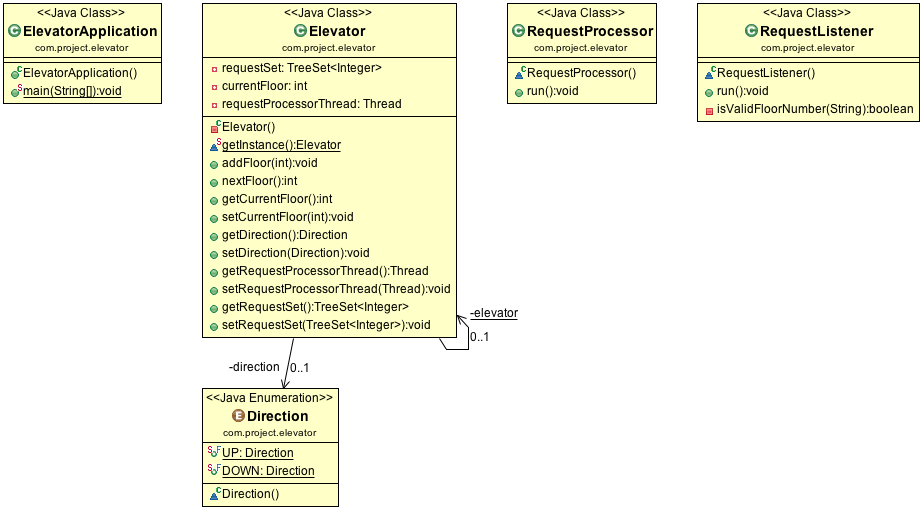 <<Java Class>>
ElevatorApplication
com.project.elevator
ElevatorApplication()
main(String[]):void
<<Java Class>>
Elevator
com.project.elevator
requestSet: TreeSet<Integer>
currentFloor: int
requestProcessorThread: Thread
Elevator()
getInstance():Elevator
addFloor(int):void
nextFloor():int
getCurrentFloor():int
setCurrentFloor(int):void
getDirection():Direction
setDirection(Direction):void
getRequestProcessorThread():Thread
setRequestProcessorThread(Thread):void
getRequestSet():TreeSet<Integer>
setRequestSet(TreeSet<Integer>):void
<<Java Class>>
RequestProcessor
com.project.elevator
RequestProcessor()
run():void
<<Java Class>>
RequestListener
com.project.elevator
RequestListener()
run():void
isValidFloorNumber(String):boolean
-elevator
0..1
-direction
0..1
<<Java Enumeration>>
Direction
com.project.elevator
UP: Direction
DOWN: Direction
Direction()